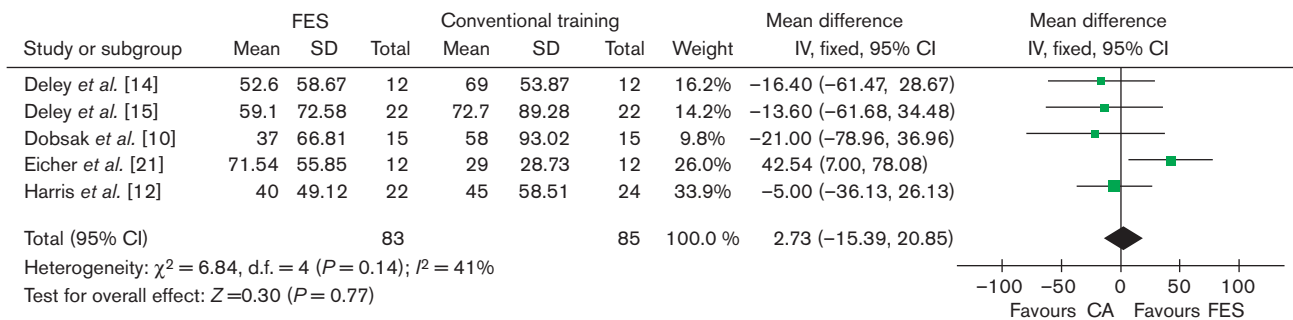 FES Conventional training Mean difference Mean difference
Study or subgroup Mean SD Total Mean SD Total Weight IV, fixed, 95% CI IV, fixed, 95% CI
Deley et al. [14] 52.6 58.67 12 69 53.87 12 16.2% −16.40 (−61.47, 28.67)
Deley et al. [15] 59.1 72.58 22 72.7 89.28 22 14.2% −13.60 (−61.68, 34.48)
Dobsak et al. [10] 37 66.81 15 58 93.02 15 9.8% −21.00 (−78.96, 36.96)
Eicher et al. [21] 71.54 55.85 12 29 28.73 12 26.0% 42.54 (7.00, 78.08)
Harris et al. [12] 40 49.12 22 45 58.51 24 33.9% −5.00 (−36.13, 26.13)
Total (95% CI) 83 85 100.0 % 2.73 (−15.39, 20.85)
Heterogeneity: χ2 = 6.84, d.f. = 4 (P = 0.14); I2 = 41%
Test for overall effect: Z =0.30 (P = 0.77)
−100 −50 0 50 100
Favours CA Favours FES